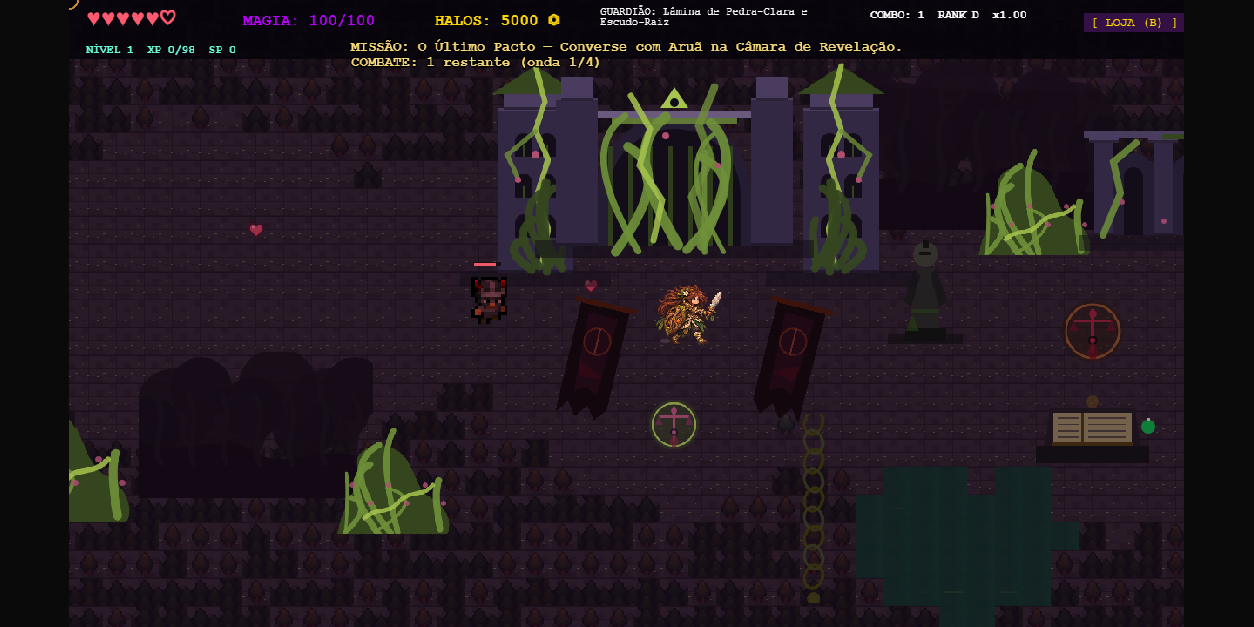 MAGIA: 100/100
HALOS: 5000
GUARDIÃO: Lâmina de Pedra-Clara e
Escudo-Raiz
COMBO: 1 RANK D x1.00
[ LOJA (B) ]
NÍVEL 1 XP 0/98 SP 0
MISSÃO: O Último Pacto — Converse com Aruã na Câmara de Revelação.
COMBATE: 1 restante (onda 1/4)